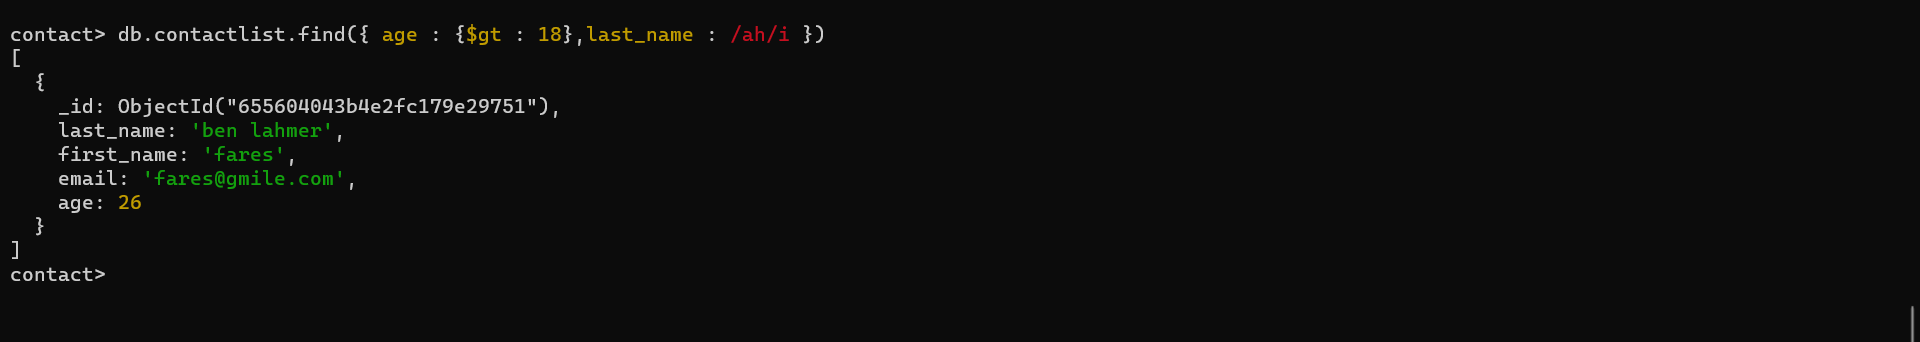 contact> db.contactlist.find({ age : {$gt : 18},last_name : /ah/i })
[
  {
    _id: ObjectId("655604043b4e2fc179e29751"),
    last_name: 'ben lahmer',
    first_name: 'fares',
    email: 'fares@gmile.com',
    age: 26
  }
]
contact>